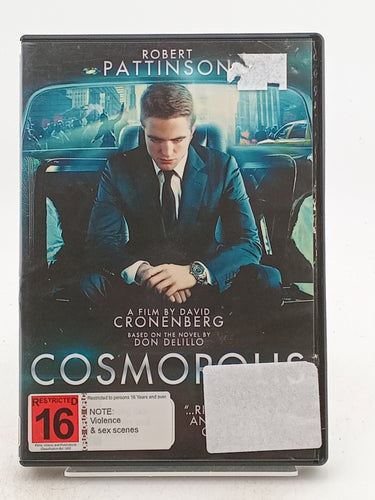 ROBERT
PATTINSON
A FILM BY DAVID
CRONENBERG
BASED ON THE NOVEL BY
DON DELILLO
COSMOPOLIS
RESTRICTED
16
Restricted to persons 16 Years and over
NOTE:
Violence
& sex scenes